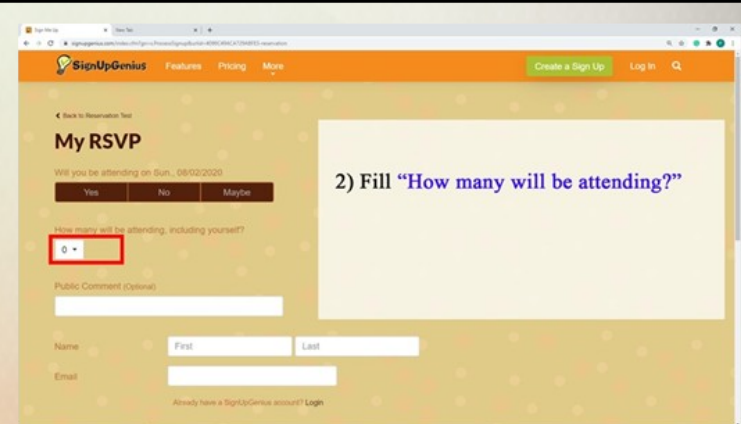 Sign Me Up
New Tab
SignUpGenius Features Pricing More Create a Sign Up Log In
Back to Reservation Test
My RSVP
Will you be attending on Sun., 08/02/2020
Yes No Maybe
2) Fill “How many will be attending?”
How many will be attending, including yourself?
0
Public Comment (Optional)
Name First Last
Email
Already have a SignUpGenius account? Login